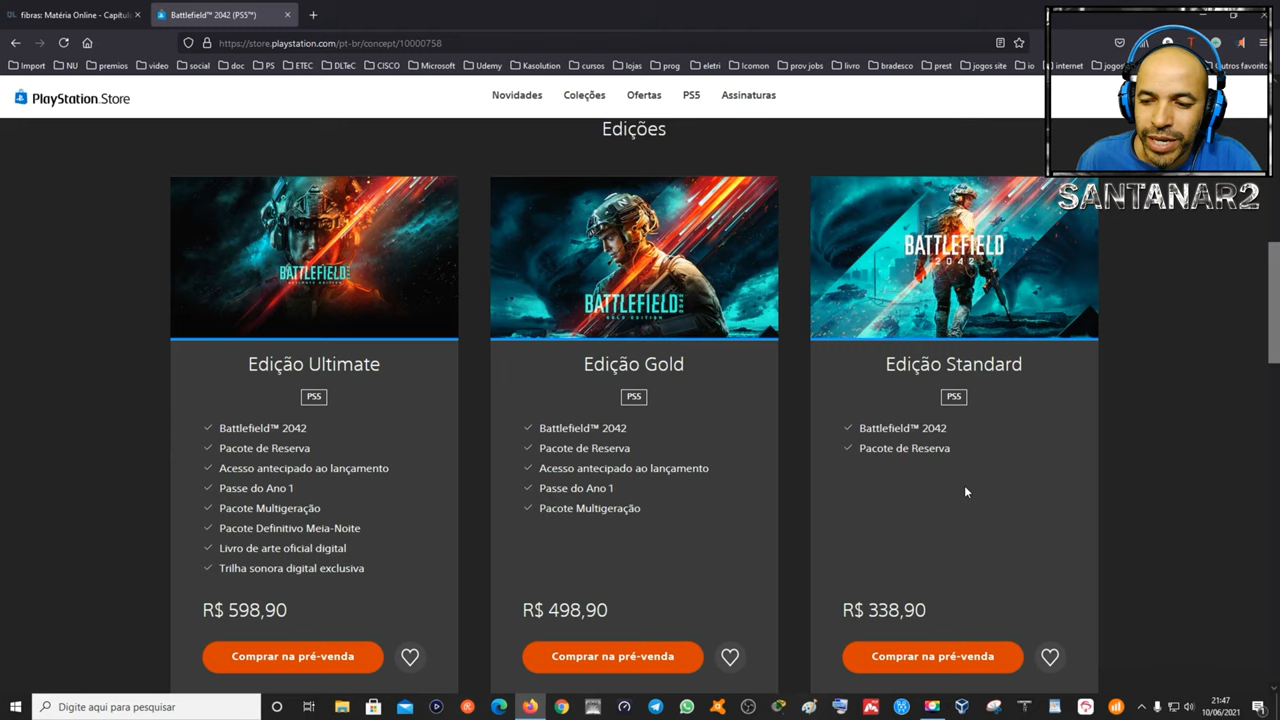 fibras: Matéria Online - Capítul
Battlefield™ 2042 (PS5™)
https://store.playstation.com/pt-br/concept/10000758
Import
NU
premios
video
social
doc
PS
ETEC
DLTeC
CISCO
Microsoft
Udemy
Kasolution
cursos
lojas
prog
eletri
Icomon
prov jobs
livro
bradesco
prest
jogos site
io
internet
jogos
Outros favoritos
PlayStation.Store
Novidades
Coleções
Ofertas
PS5
Assinaturas
SANTANAR2
Edições
BATTLEFIELD
ULTIMATE EDITION
Edição Ultimate
PS5
Battlefield™ 2042
Pacote de Reserva
Acesso antecipado ao lançamento
Passe do Ano 1
Pacote Multigeração
Pacote Definitivo Meia-Noite
Livro de arte oficial digital
Trilha sonora digital exclusiva
R$ 598,90
Comprar na pré-venda
BATTLEFIELD
GOLD EDITION
Edição Gold
PS5
Battlefield™ 2042
Pacote de Reserva
Acesso antecipado ao lançamento
Passe do Ano 1
Pacote Multigeração
R$ 498,90
Comprar na pré-venda
BATTLEFIELD
2042
Edição Standard
PS5
Battlefield™ 2042
Pacote de Reserva
R$ 338,90
Comprar na pré-venda
Digite aqui para pesquisar
21:47
10/06/2021